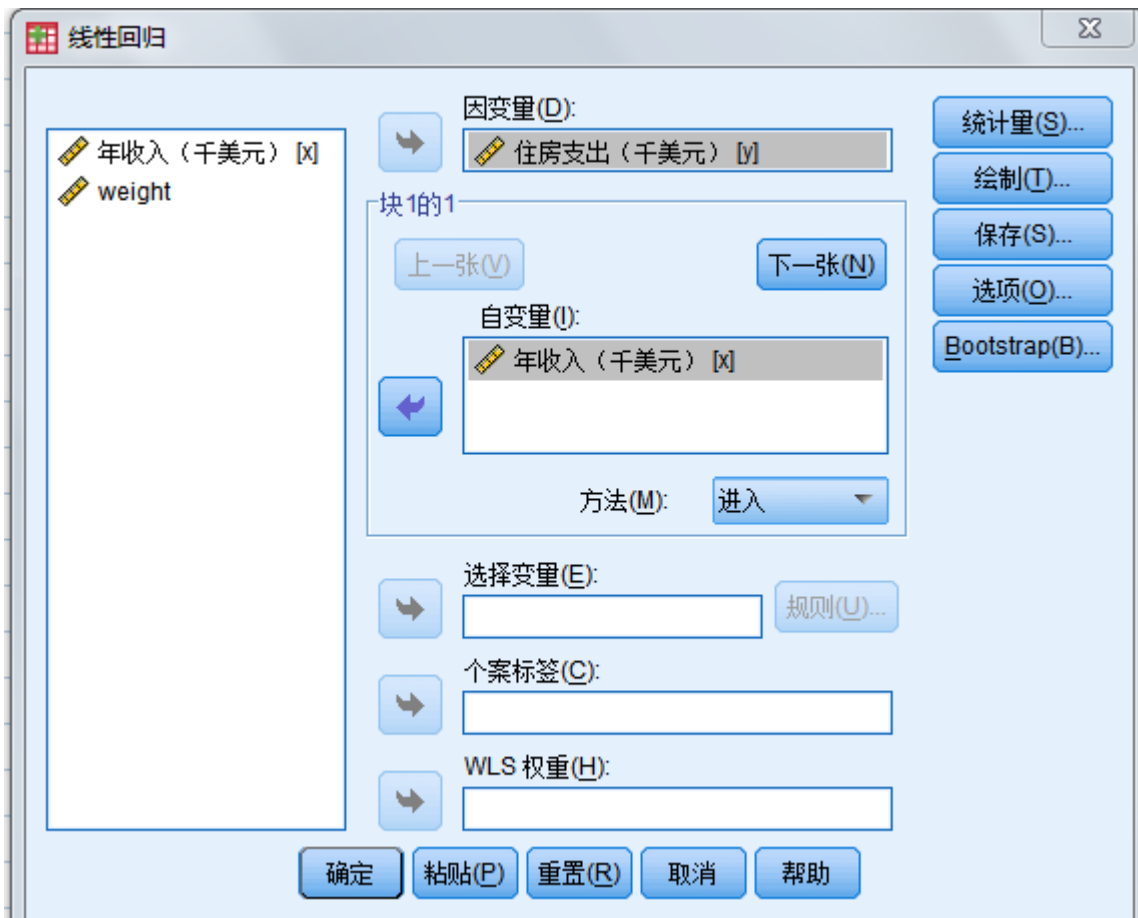 线性回归
因变量(D):
年收入（千美元） [x]
weight
住房支出（千美元） [y]
块1的1
上一张(V)
下一张(N)
自变量(I):
年收入（千美元） [x]
方法(M):
进入
选择变量(E):
规则(U)...
个案标签(C):
WLS 权重(H):
统计量(S)...
绘制(T)...
保存(S)...
选项(O)...
Bootstrap(B)...
确定
粘贴(P)
重置(R)
取消
帮助